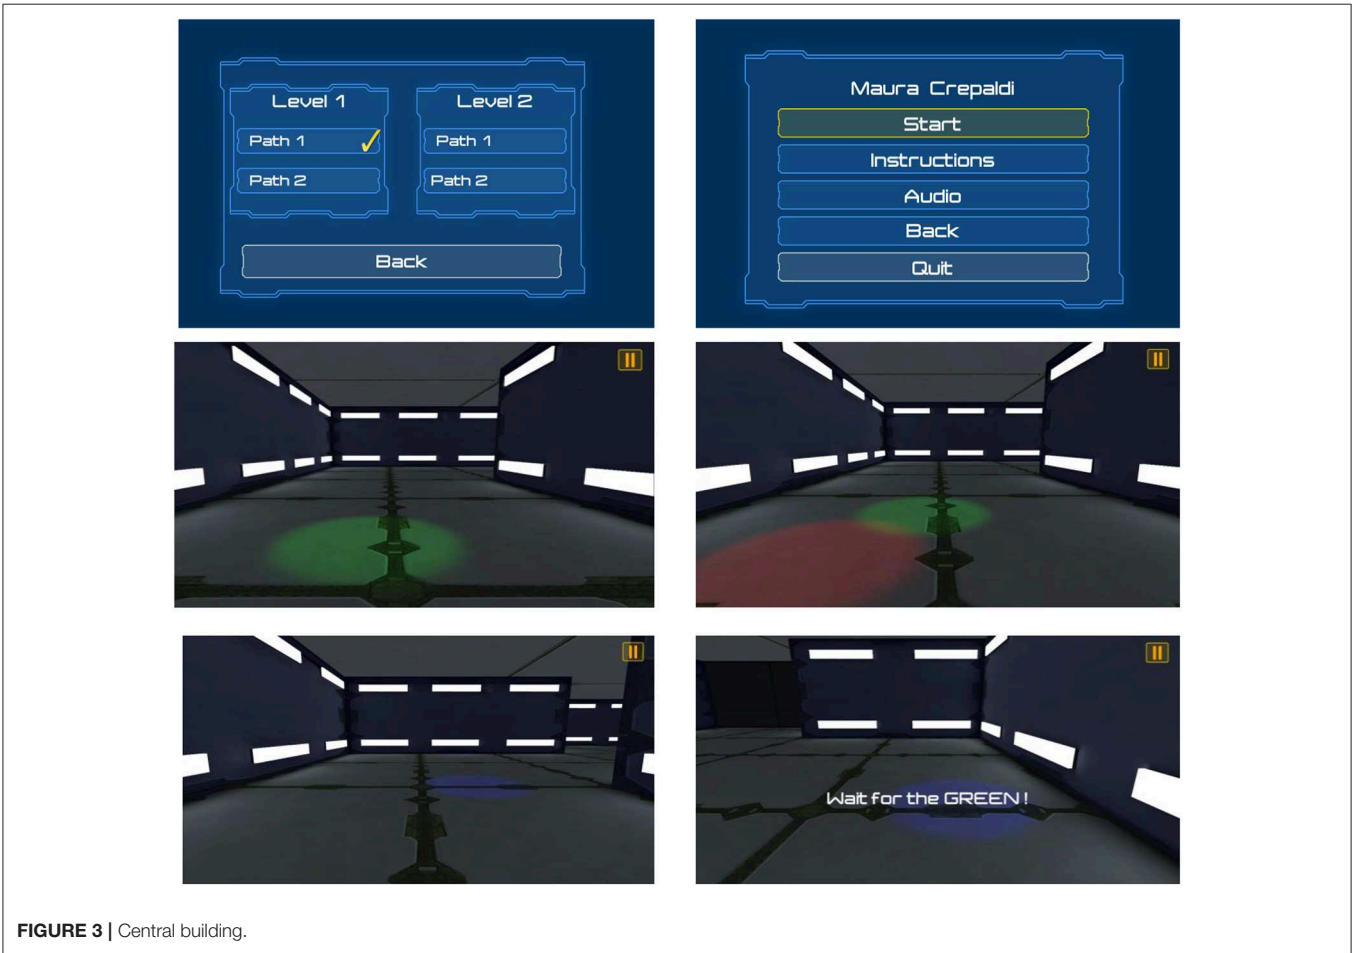 Level 1
Path 1
Path 2
Level 2
Path 1
Path 2
Back
Maura Crepaldi
Start
Instructions
Audio
Back
Quit
Wait for the GREEN !
FIGURE 3 | Central building.